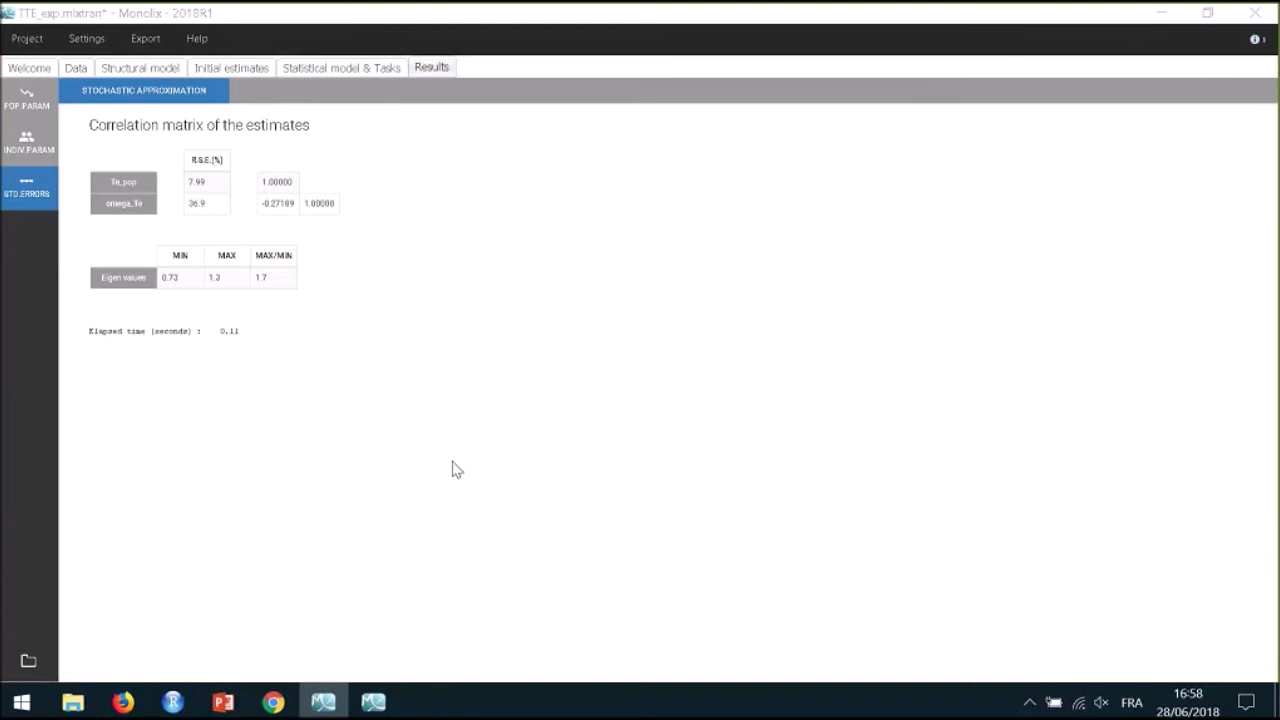 TTE_exp.mlxtran* - Monolix - 2018R1
Project Settings Export Help
1
Welcome Data Structural model Initial estimates Statistical model & Tasks Results
POP.PARAM
INDIV.PARAM
STD.ERRORS
STOCHASTIC APPROXIMATION
Correlation matrix of the estimates
R.S.E.(%)
Te_pop 7.99 1.00000
omega_Te 36.9 -0.27189 1.00000
MIN MAX MAX/MIN
Eigen values 0.73 1.3 1.7
Elapsed time (seconds) : 0.11
FRA
16:58
28/06/2018